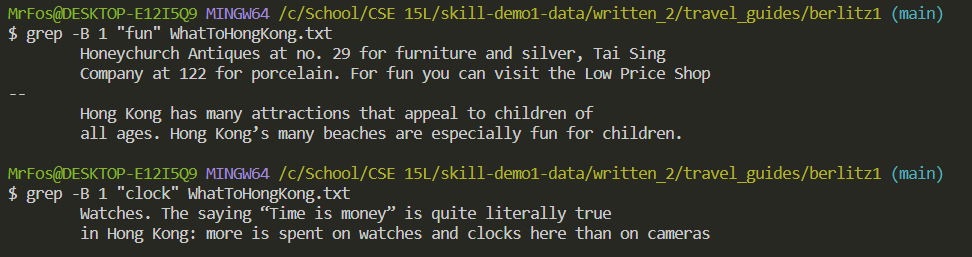 MrFos@DESKTOP-E12I5Q9 MINGW64 /c/School/CSE 15L/skill-demo1-data/written_2/travel_guides/berlitz1 (main)
$ grep -B 1 "fun" WhatToHongKong.txt
Honeychurch Antiques at no. 29 for furniture and silver, Tai Sing
Company at 122 for porcelain. For fun you can visit the Low Price Shop
--
Hong Kong has many attractions that appeal to children of
all ages. Hong Kong’s many beaches are especially fun for children.
MrFos@DESKTOP-E12I5Q9 MINGW64 /c/School/CSE 15L/skill-demo1-data/written_2/travel_guides/berlitz1 (main)
$ grep -B 1 "clock" WhatToHongKong.txt
Watches. The saying “Time is money” is quite literally true
in Hong Kong: more is spent on watches and clocks here than on cameras